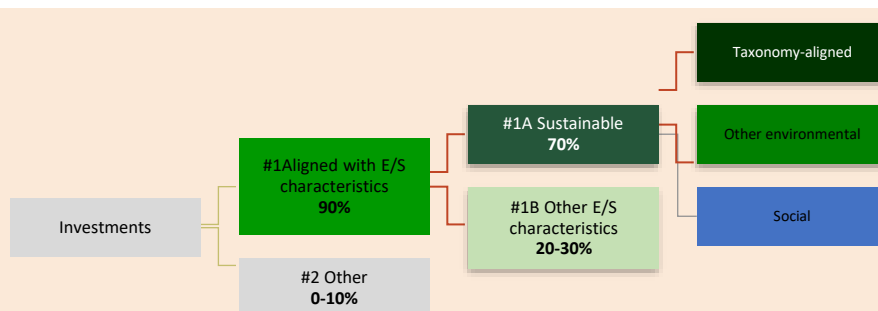 Investments
#1Aligned with E/S
characteristics
90%
#2 Other
0-10%
#1A Sustainable
70%
#1B Other E/S
characteristics
20-30%
Taxonomy-aligned
Other environmental
Social